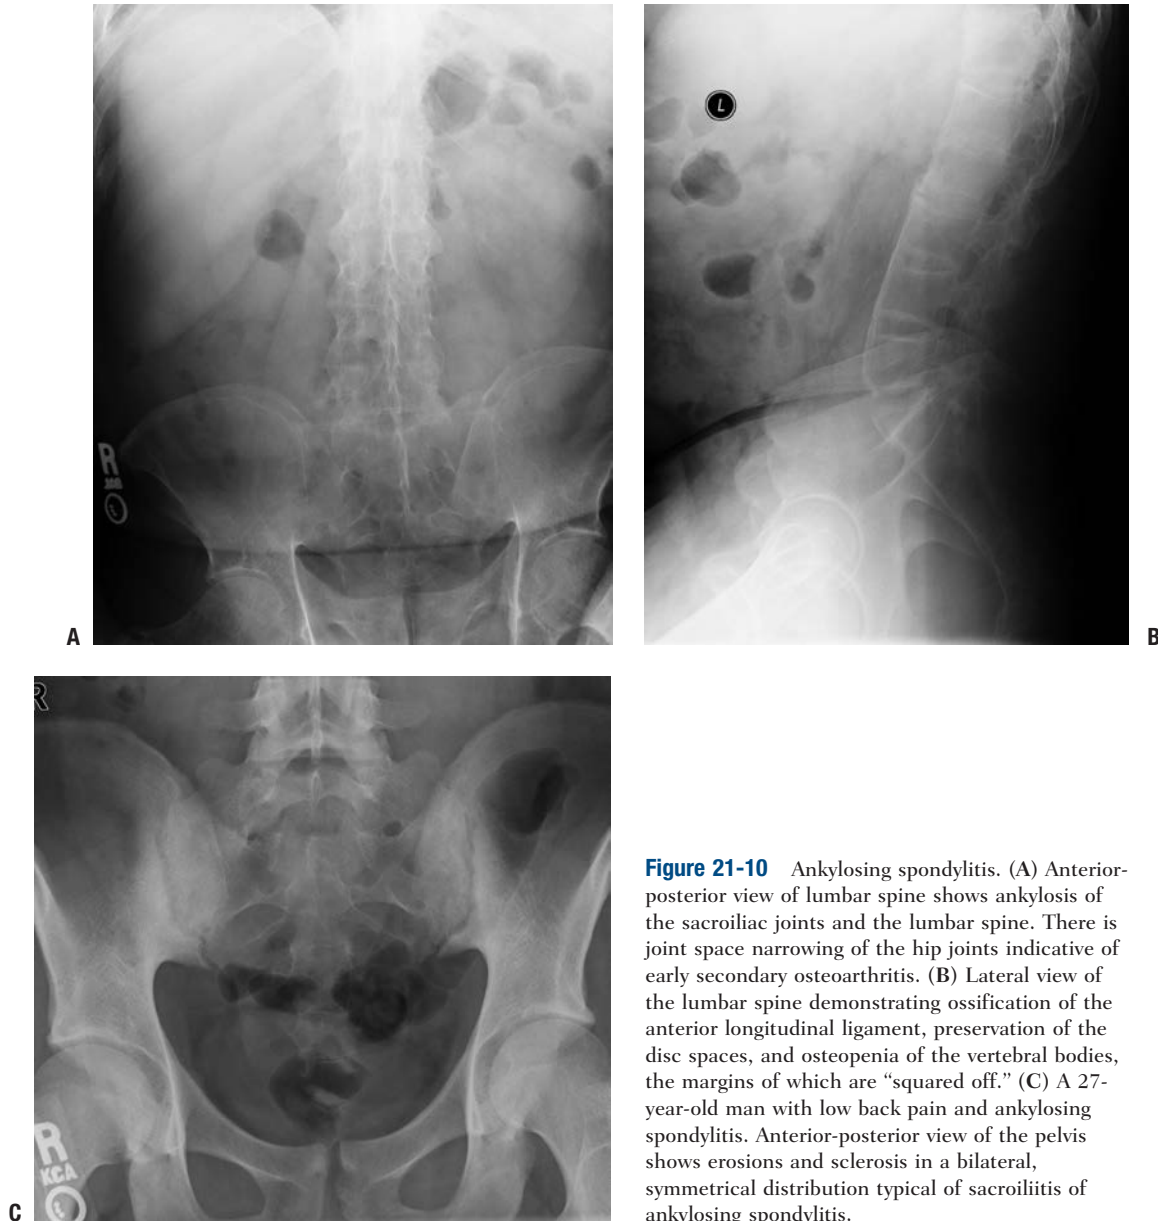 L
R
A
B
R
R
KCA
C
Figure 21-10 Ankylosing spondylitis. (A) Anterior-
posterior view of lumbar spine shows ankylosis of
the sacroiliac joints and the lumbar spine. There is
joint space narrowing of the hip joints indicative of
early secondary osteoarthritis. (B) Lateral view of
the lumbar spine demonstrating ossification of the
anterior longitudinal ligament, preservation of the
disc spaces, and osteopenia of the vertebral bodies,
the margins of which are “squared off.” (C) A 27-
year-old man with low back pain and ankylosing
spondylitis. Anterior-posterior view of the pelvis
shows erosions and sclerosis in a bilateral,
symmetrical distribution typical of sacroiliitis of
ankylosing spondylitis.